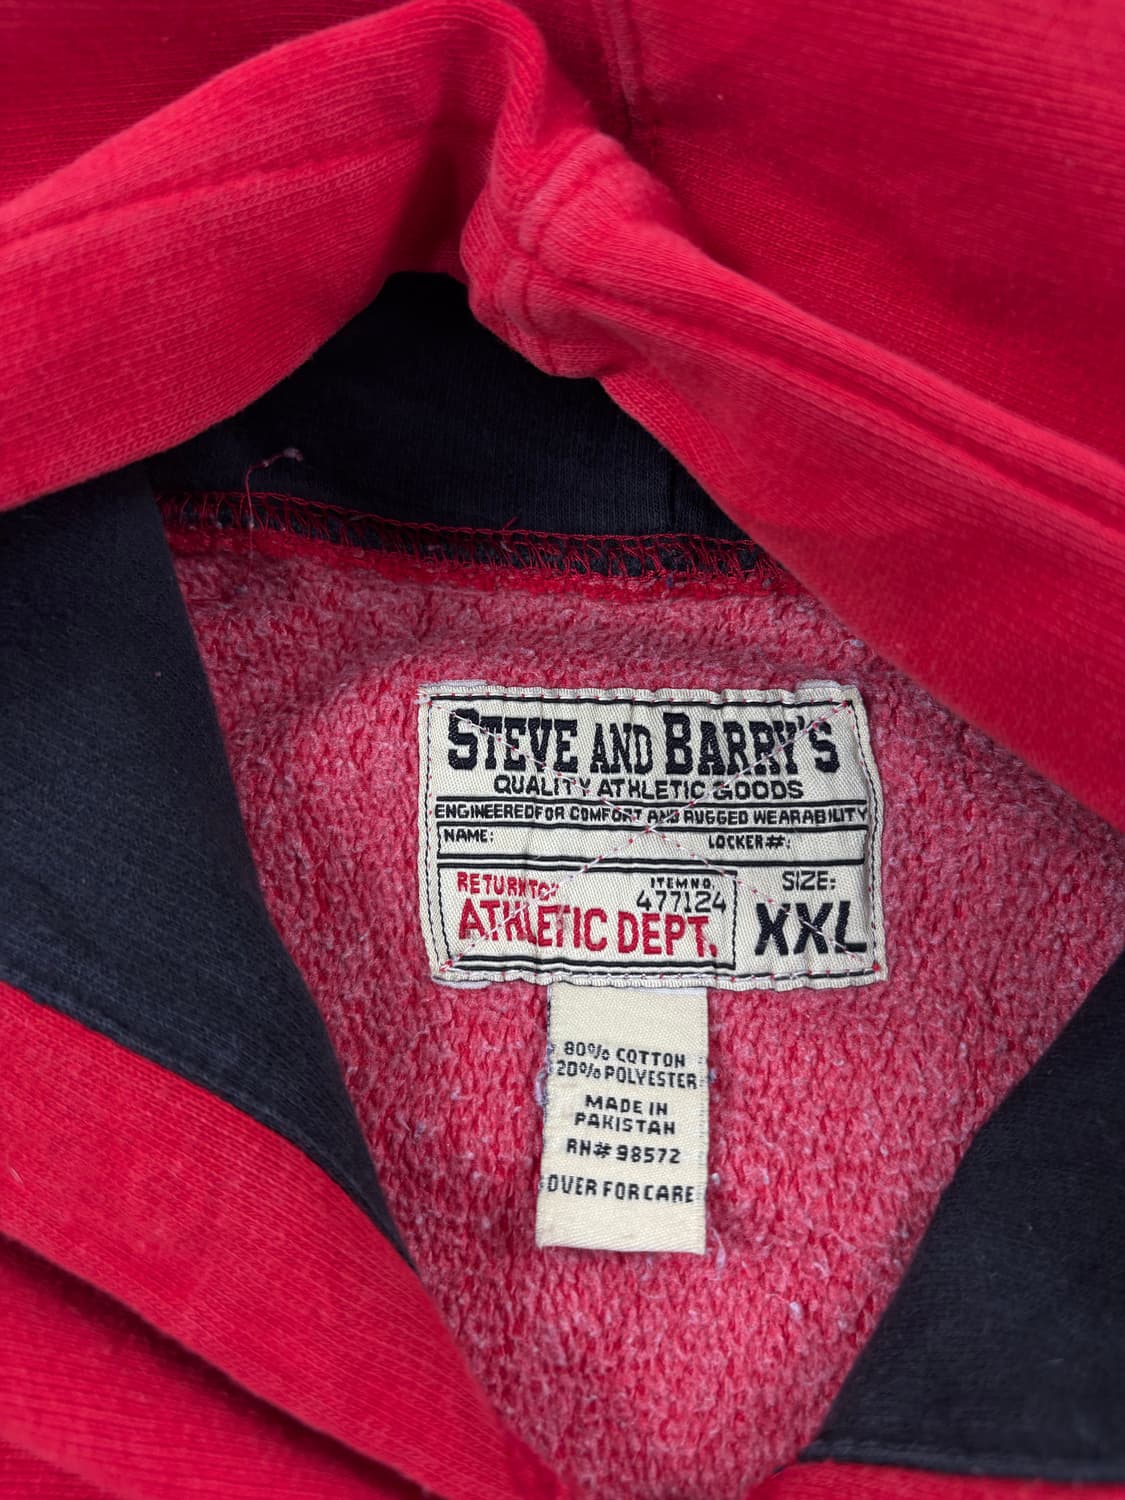 STEVE AND BARRY'S
QUALITY ATHLETIC GOODS
ENGINEERED FOR COMFORT AND RUGGED WEARABILITY
NAME: LOCKER#:
RETURN TO: ITEM NO. SIZE:
477124
ATHLETIC DEPT. XXL
80% COTTON
20% POLYESTER
MADE IN
PAKISTAN
RN# 98572
OVER FOR CARE